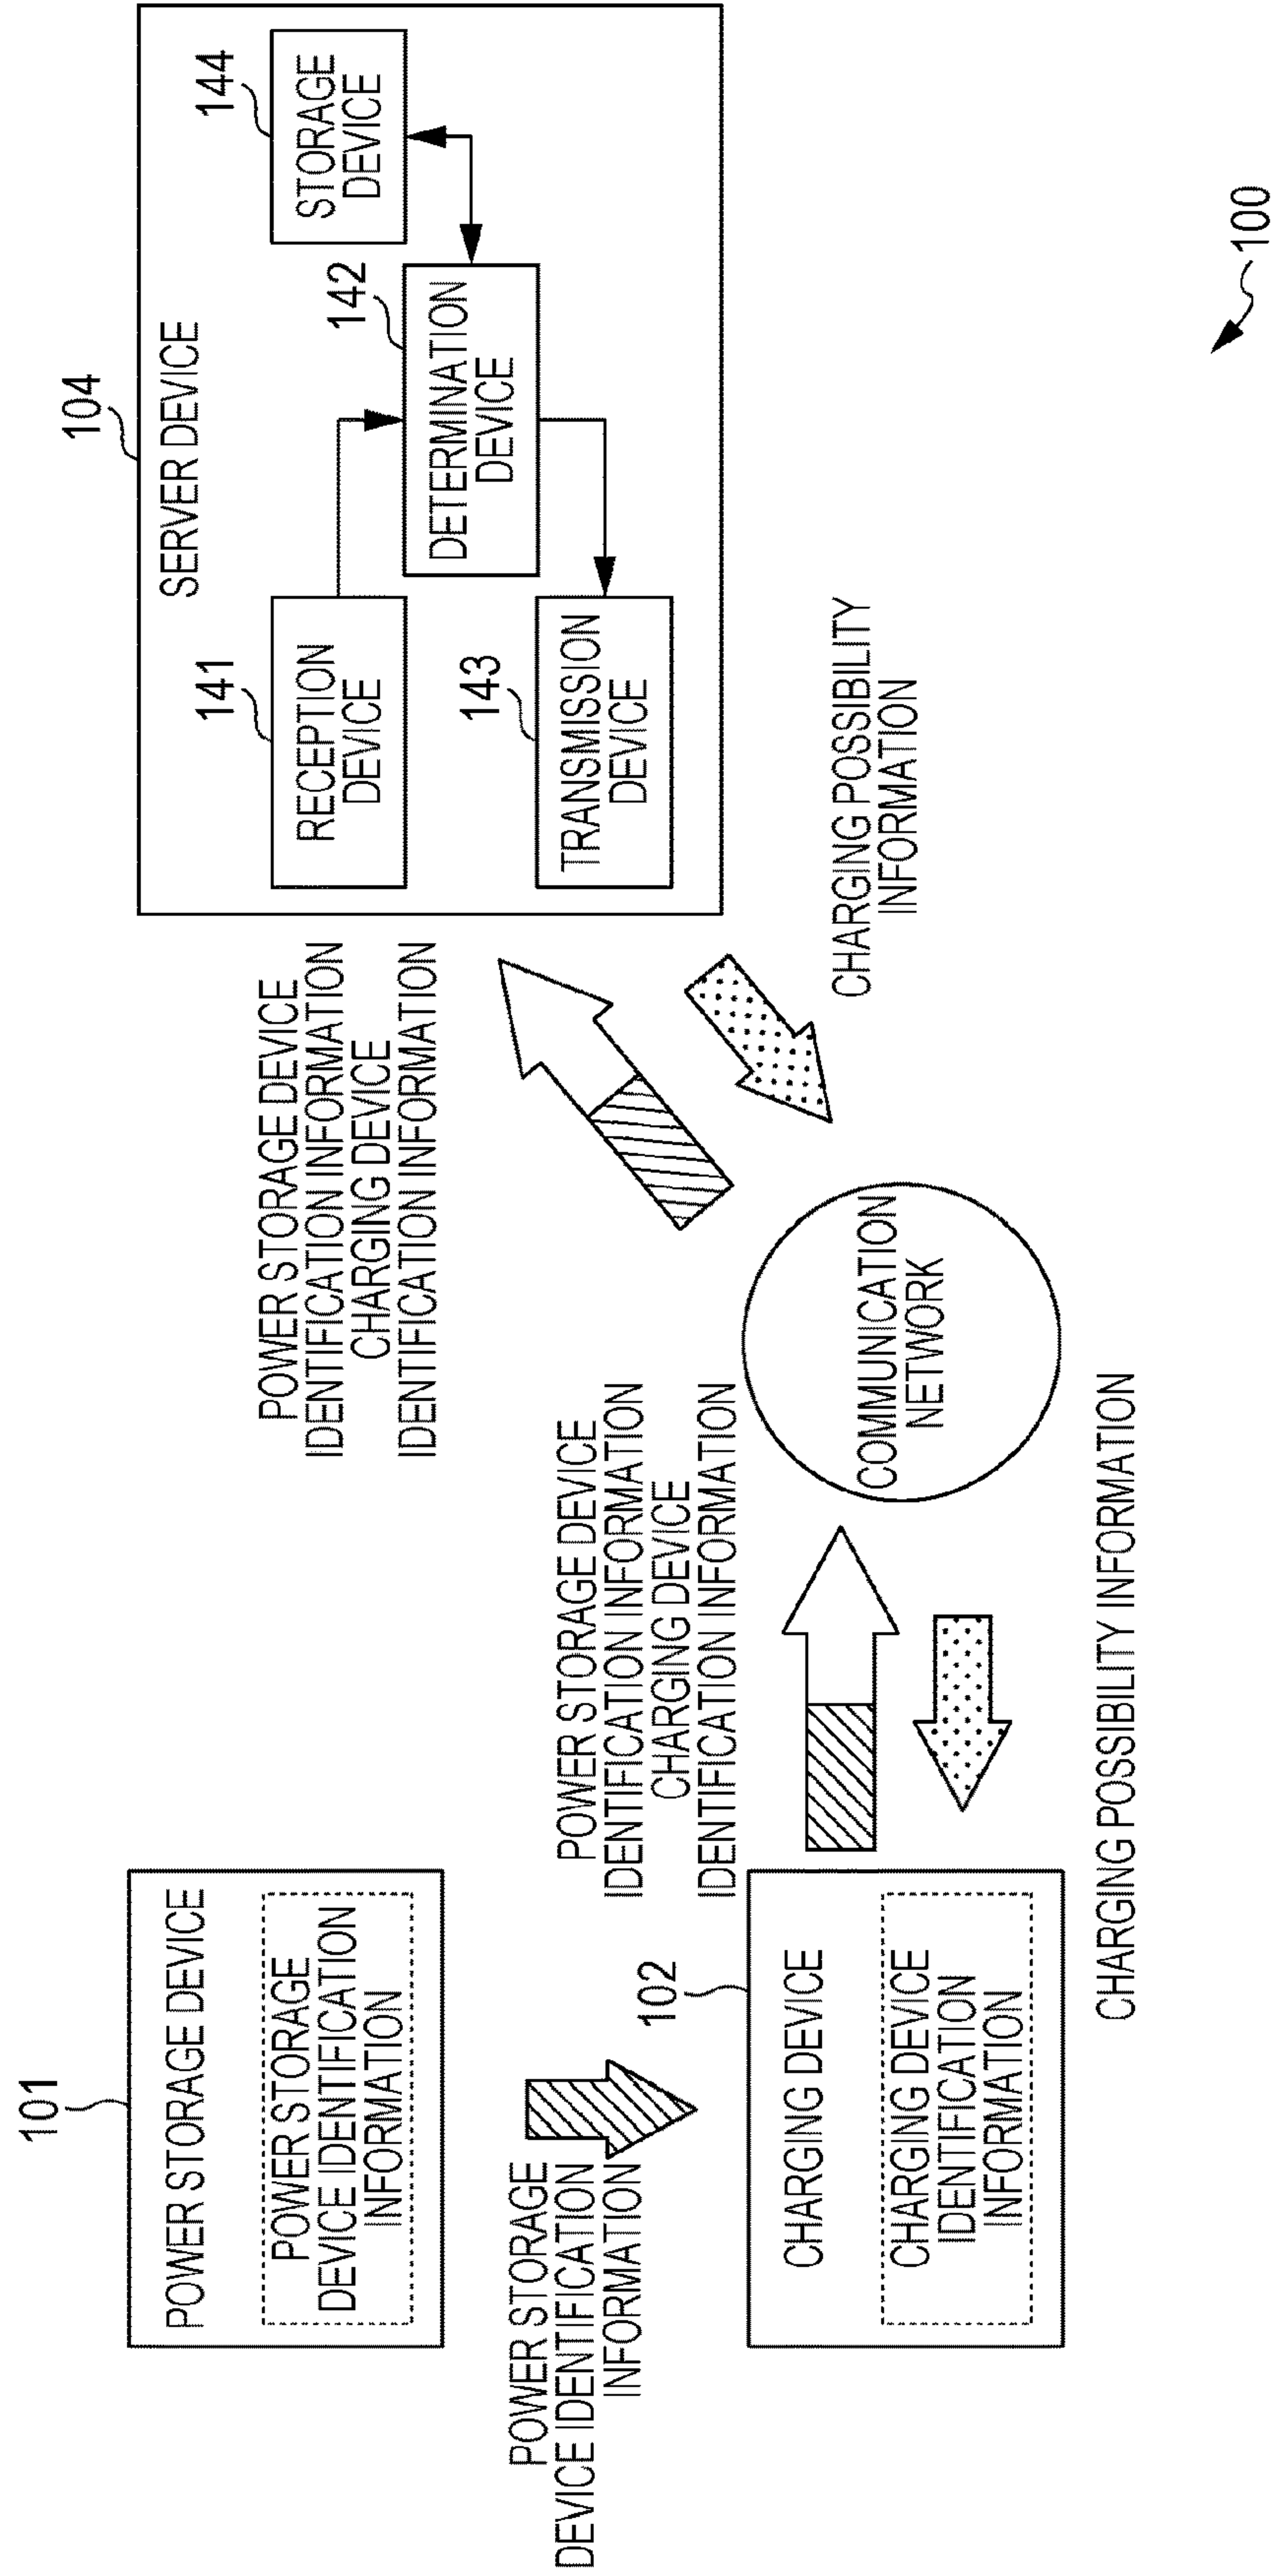 101
POWER STORAGE DEVICE
POWER STORAGE
DEVICE IDENTIFICATION
INFORMATION
POWER STORAGE
DEVICE IDENTIFICATION
INFORMATION
102
CHARGING DEVICE
CHARGING DEVICE
IDENTIFICATION
INFORMATION
POWER STORAGE DEVICE
IDENTIFICATION INFORMATION
CHARGING DEVICE
IDENTIFICATION INFORMATION
CHARGING POSSIBILITY INFORMATION
COMMUNICATION
NETWORK
POWER STORAGE DEVICE
IDENTIFICATION INFORMATION
CHARGING DEVICE
IDENTIFICATION INFORMATION
CHARGING POSSIBILITY
INFORMATION
104
SERVER DEVICE
141
RECEPTION
DEVICE
142
DETERMINATION
DEVICE
143
TRANSMISSION
DEVICE
144
STORAGE
DEVICE
100